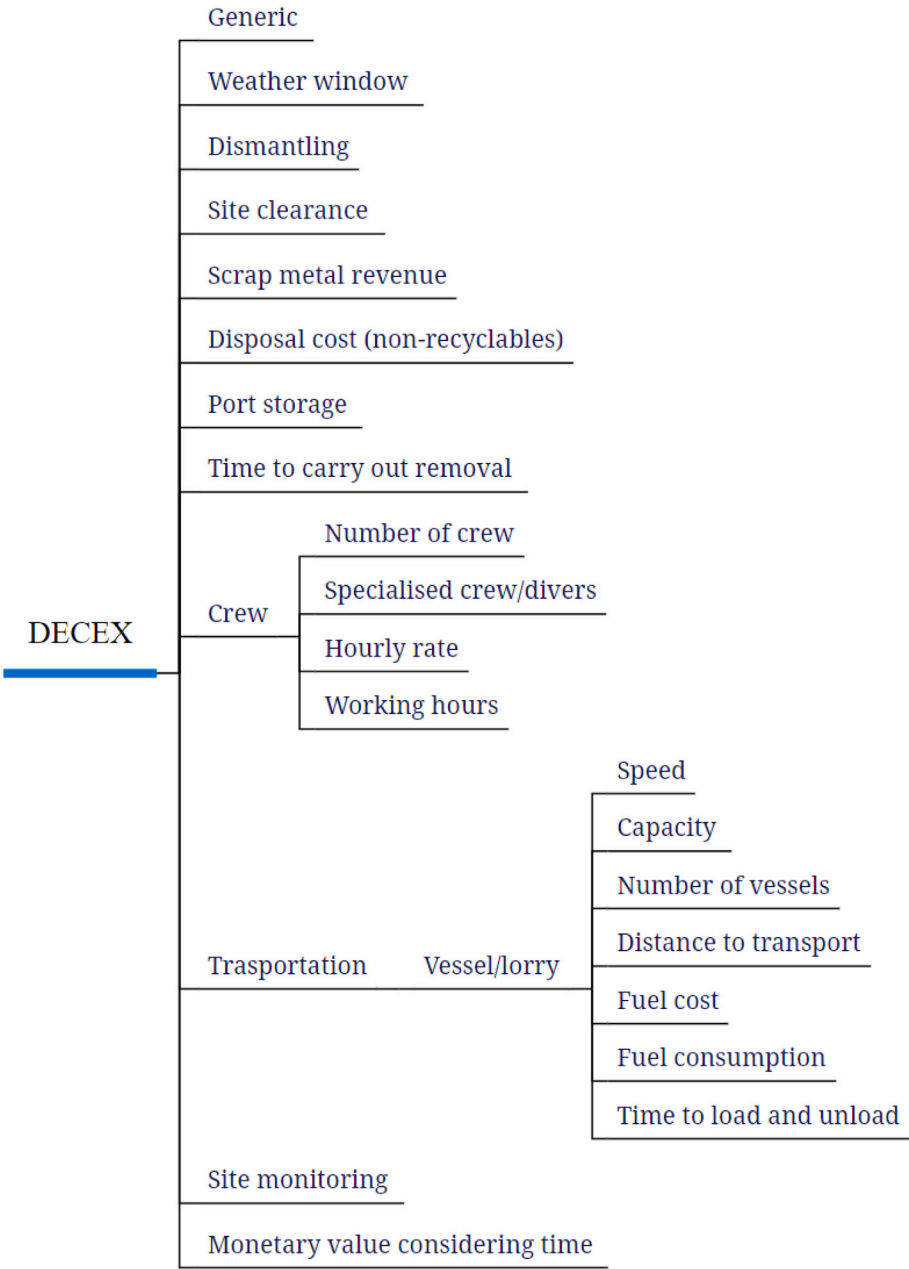 Generic
Weather window
Dismantling
Site clearance
Scrap metal revenue
Disposal cost (non-recyclables)
Port storage
Time to carry out removal
Number of crew
Specialised crew/divers
Crew
DECEX
Hourly rate
Working hours
Speed
Capacity
Number of vessels
Distance to transport
Trasportation
Vessel/lorry
Fuel cost
Fuel consumption
Time to load and unload
Site monitoring
Monetary value considering time